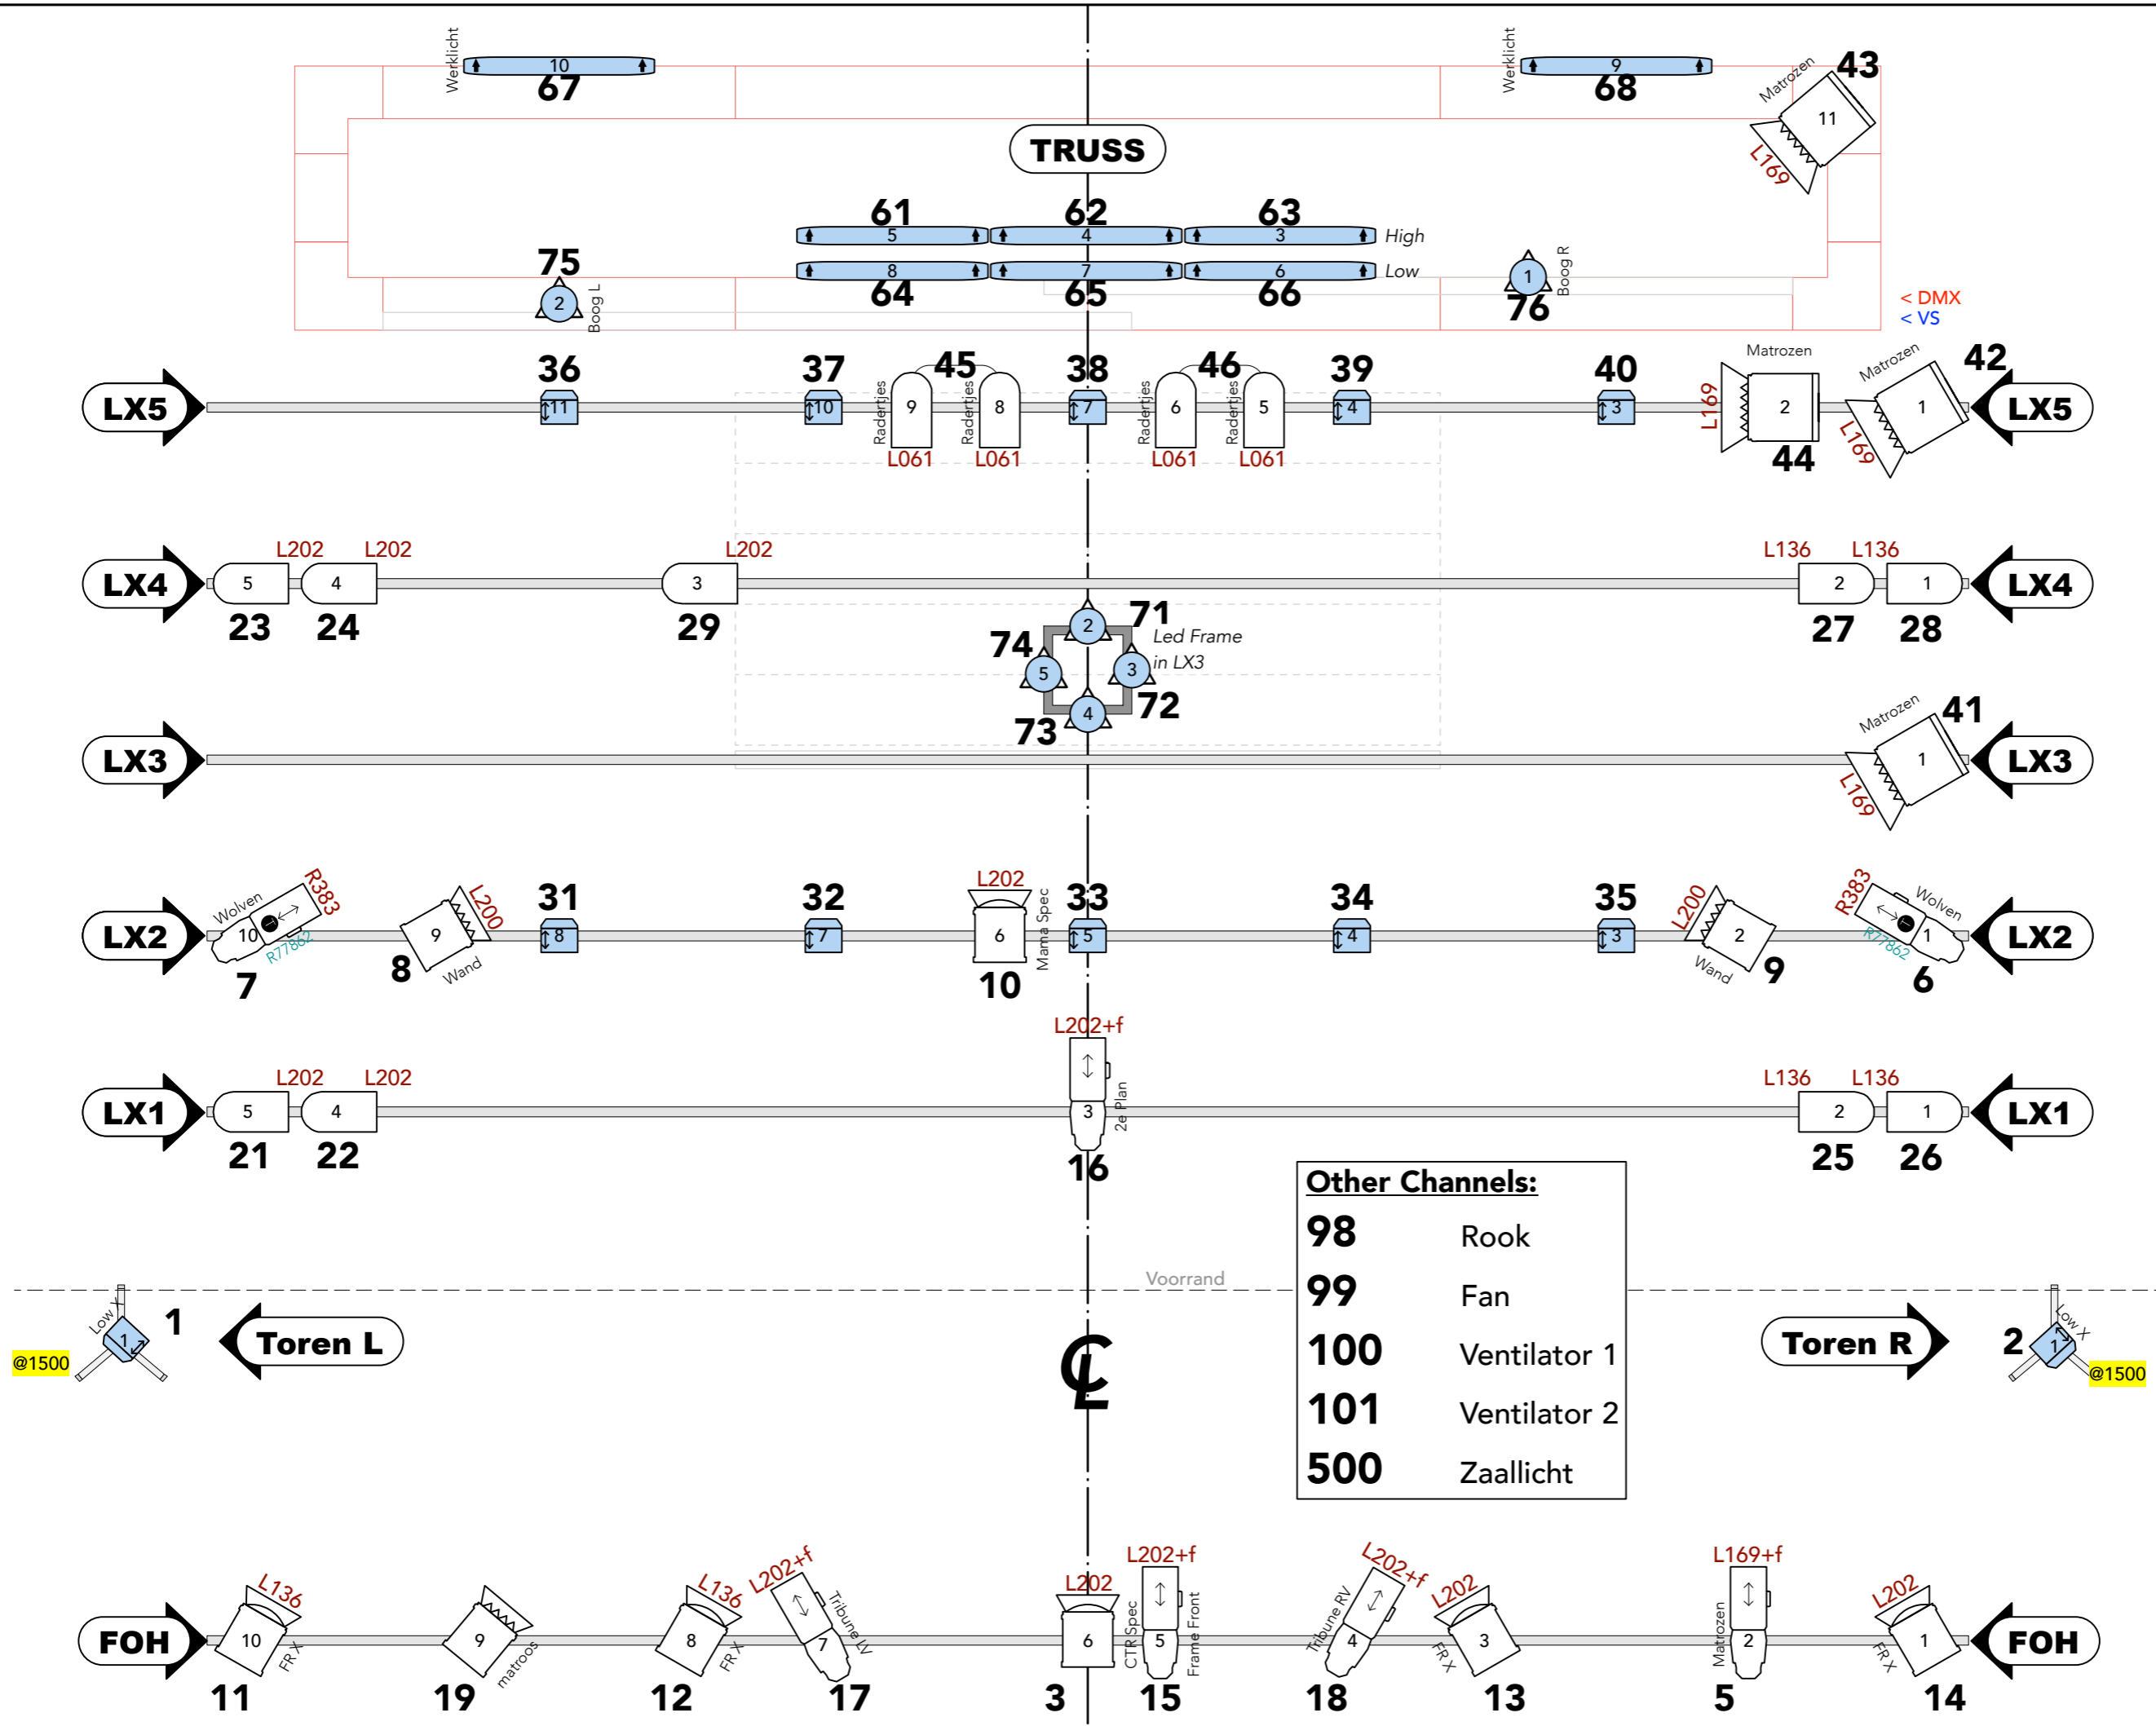 Werklicht
10
67
Werklicht
9
68
Matrozen
43
11
L169
TRUSS
61
62
63
5
4
3
High
8
7
6
Low
64
65
66
75
2
Boog L
1
Boog R
76
< DMX
< VS
LX5
36
11
37
10
Radertjes
9
L061
45
Radertjes
8
L061
38
7
Radertjes
6
L061
46
Radertjes
5
L061
39
4
40
3
Matrozen
L169
2
44
Matrozen
42
1
L169
LX5
LX4
L202
5
23
L202
4
24
L202
3
29
L136
2
27
L136
1
28
LX4
71
2
74
5
3
72
4
73
Led Frame
in LX3
LX3
Matrozen
41
1
L169
LX3
LX2
Wolven
R383
10
R77862
7
L200
9
8
Wand
31
8
32
7
L202
6
Mama Spec
10
33
5
34
4
35
3
L200
2
Wand
9
R383
Wolven
1
R77862
6
LX2
LX1
L202
5
21
L202
4
22
L202+f
3
2e Plan
16
L136
2
25
L136
1
26
LX1
Other Channels:
98 Rook
99 Fan
100 Ventilator 1
101 Ventilator 2
500 Zaallicht
Voorrand
Low X
1
1
@1500
Toren L
CL
Toren R
Low X
2
1
@1500
FOH
L136
10
FR X
11
9
matroos
19
L136
8
FR X
12
L202+f
7
Tribune LV
17
L202
6
CTR Spec
3
L202+f
5
Frame Front
15
L202+f
Tribune RV
4
18
L202
3
FR X
13
L169+f
Matrozen
2
5
L202
1
FR X
14
FOH